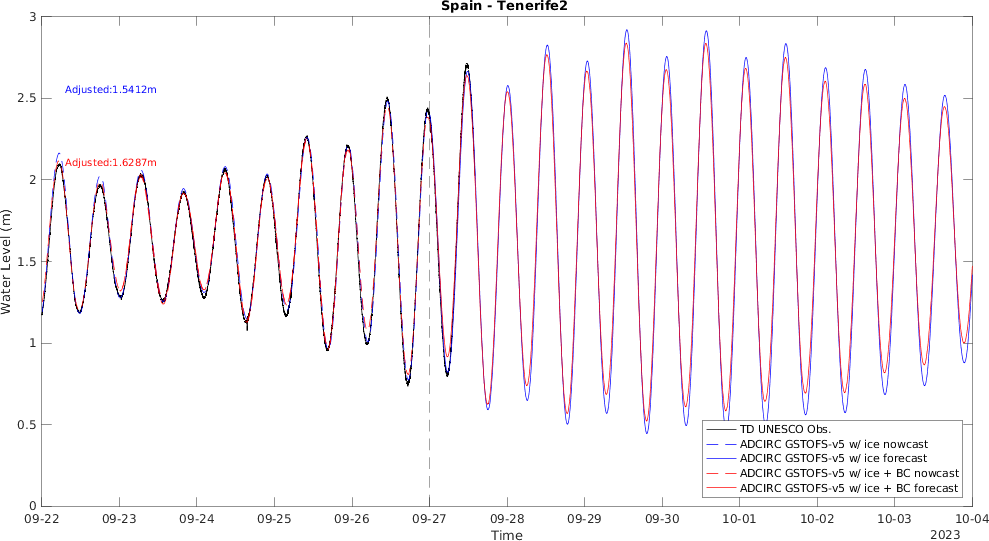 Spain - Tenerife2
Adjusted:1.5412m
Adjusted:1.6287m
Water Level (m)
3
2.5
2
1.5
1
0.5
0
09-22 09-23 09-24 09-25 09-26 09-27 09-28 09-29 09-30 10-01 10-02 10-03 10-04
Time
2023
TD UNESCO Obs.
ADCIRC GSTOFS-v5 w/ ice nowcast
ADCIRC GSTOFS-v5 w/ ice forecast
ADCIRC GSTOFS-v5 w/ ice + BC nowcast
ADCIRC GSTOFS-v5 w/ ice + BC forecast